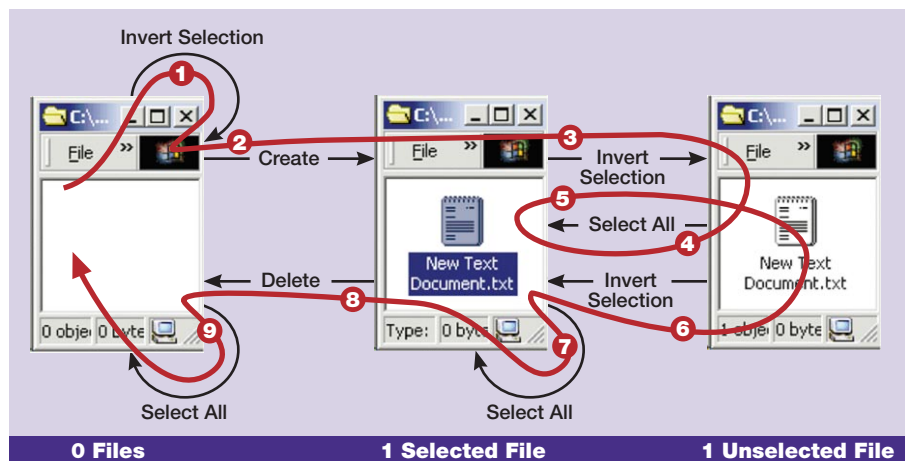 Invert Selection
1
C:\...
File »
2
Create
C:\...
File »
3
Invert
Selection
C:\...
File »
5
Select All
4
New Text
Document.txt
New Text
Document.txt
Delete
8
Invert
Selection
6
0 obje 0 byte
9
Type: 0 byte
7
1 obje 0 byte
Select All
Select All
0 Files
1 Selected File
1 Unselected File